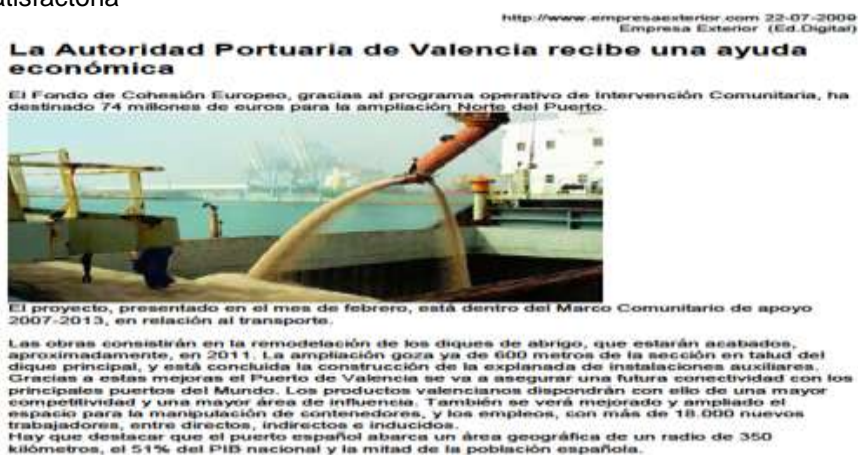 atisfactoria
http://www.empresaexterior.com 22-07-2009
Empresa Exterior (Ed.Digital)
La Autoridad Portuaria de Valencia recibe una ayuda
económica
El Fondo de Cohesión Europeo, gracias al programa operativo de Intervención Comunitaria, ha
destinado 74 millones de euros para la ampliación Norte del Puerto.
El proyecto, presentado en el mes de febrero, está dentro del Marco Comunitario de apoyo
2007-2013, en relación al transporte.
Las obras consistirán en la remodelación de los diques de abrigo, que estarán acabados,
aproximadamente, en 2011. La ampliación goza ya de 600 metros de la sección en talud del
dique principal, y está concluida la construcción de la explanada de instalaciones auxiliares.
Gracias a estas mejoras el Puerto de Valencia se va a asegurar una futura conectividad con los
principales puertos del Mundo. Los productos valencianos dispondrán con ello de una mayor
competitividad y una mayor área de influencia. También se verá mejorado y ampliado el
espacio para la manipulación de contenedores, y los empleos, con más de 18.000 nuevos
trabajadores, entre directos, indirectos e inducidos.
Hay que destacar que el puerto español abarca un área geográfica de un radio de 350
kilómetros, el 51% del PIB nacional y la mitad de la población española.